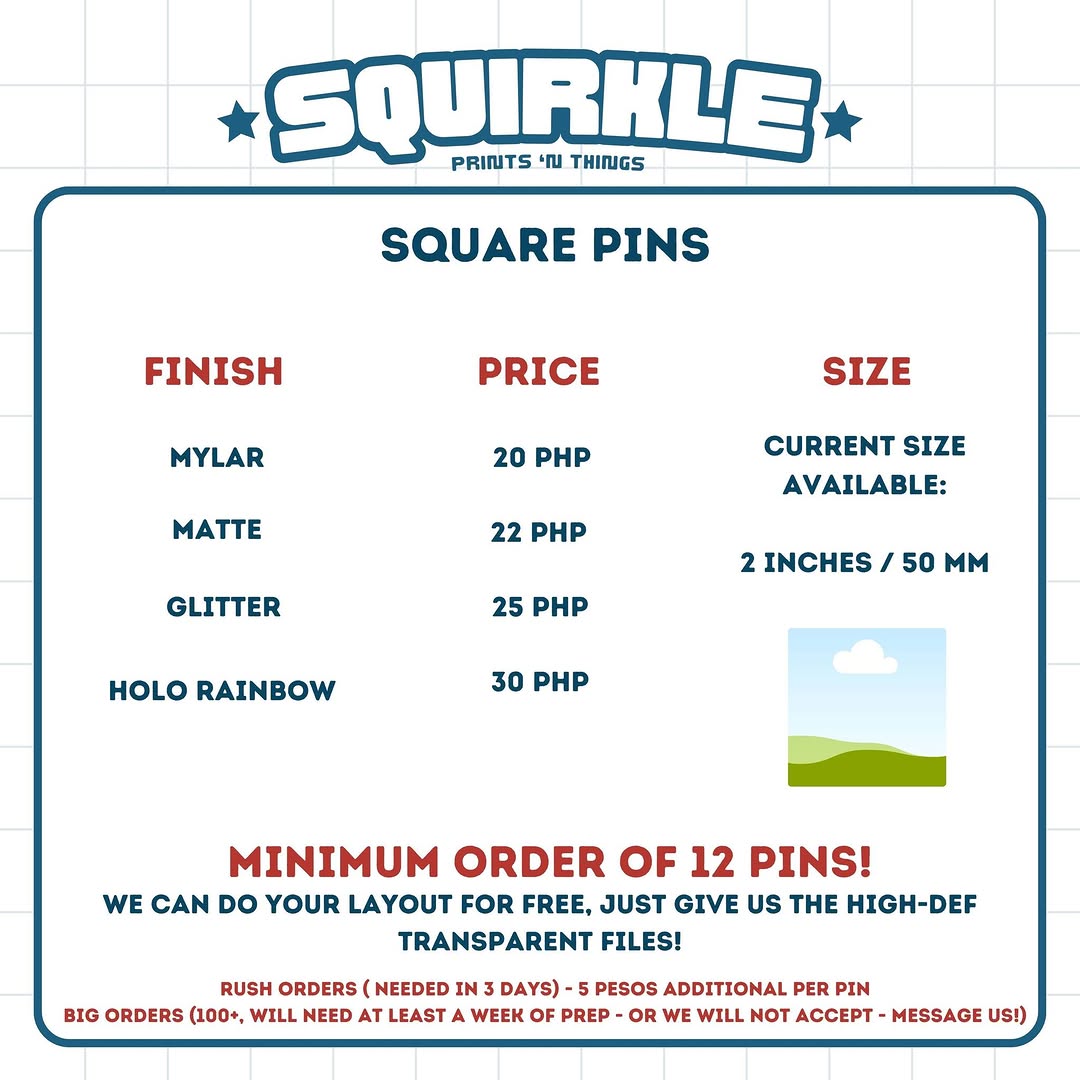 SQUIRKLE
PRINTS 'N THINGS
SQUARE PINS
FINISH PRICE SIZE
MYLAR 20 PHP
MATTE 22 PHP
GLITTER 25 PHP
HOLO RAINBOW 30 PHP
CURRENT SIZE
AVAILABLE:
2 INCHES / 50 MM
MINIMUM ORDER OF 12 PINS!
WE CAN DO YOUR LAYOUT FOR FREE, JUST GIVE US THE HIGH-DEF
TRANSPARENT FILES!
RUSH ORDERS ( NEEDED IN 3 DAYS) - 5 PESOS ADDITIONAL PER PIN
BIG ORDERS (100+, WILL NEED AT LEAST A WEEK OF PREP - OR WE WILL NOT ACCEPT - MESSAGE US!)